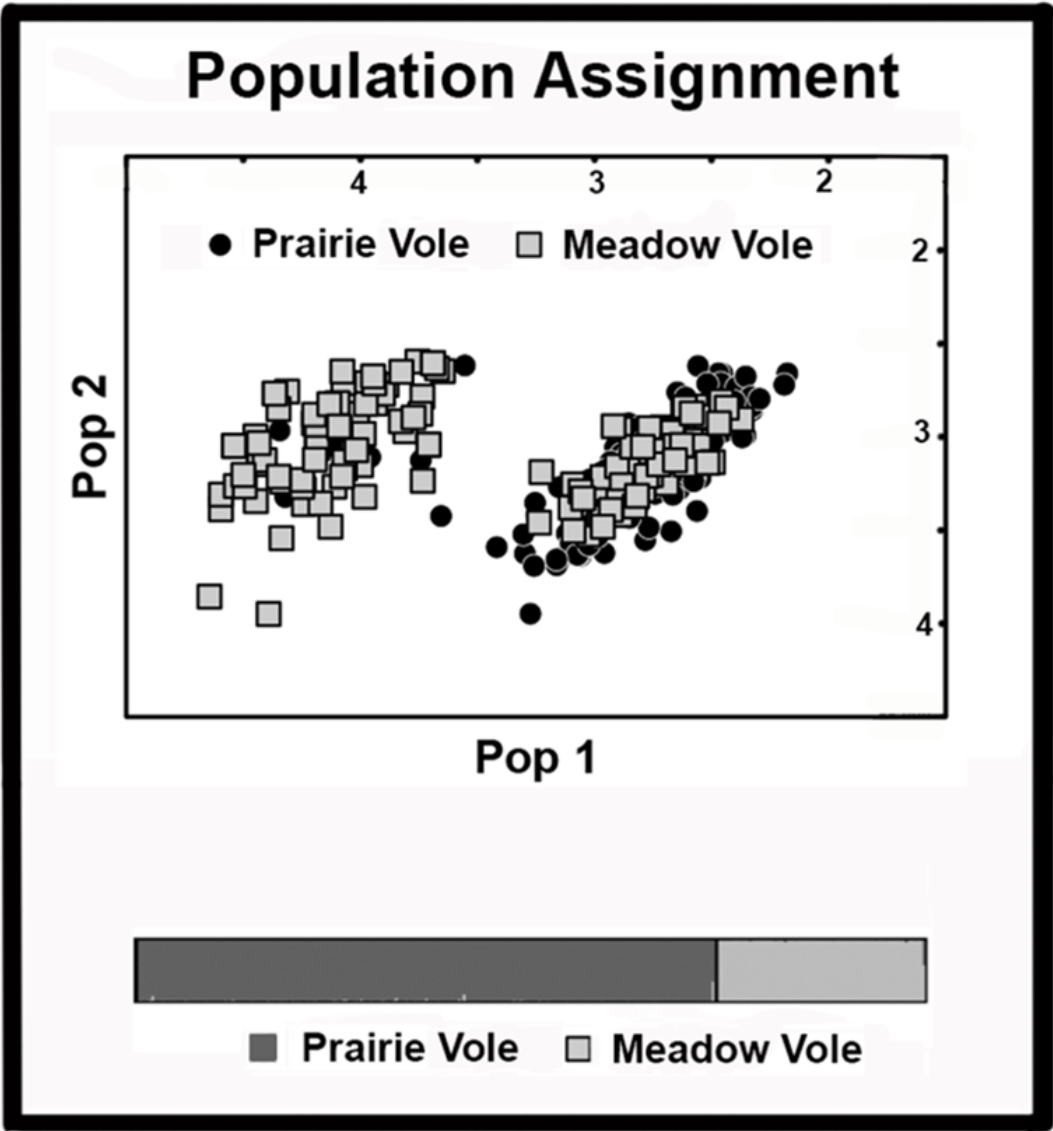 Population Assignment
4 3 2
Prairie Vole Meadow Vole
2
3
4
Pop 2
Pop 1
Prairie Vole Meadow Vole